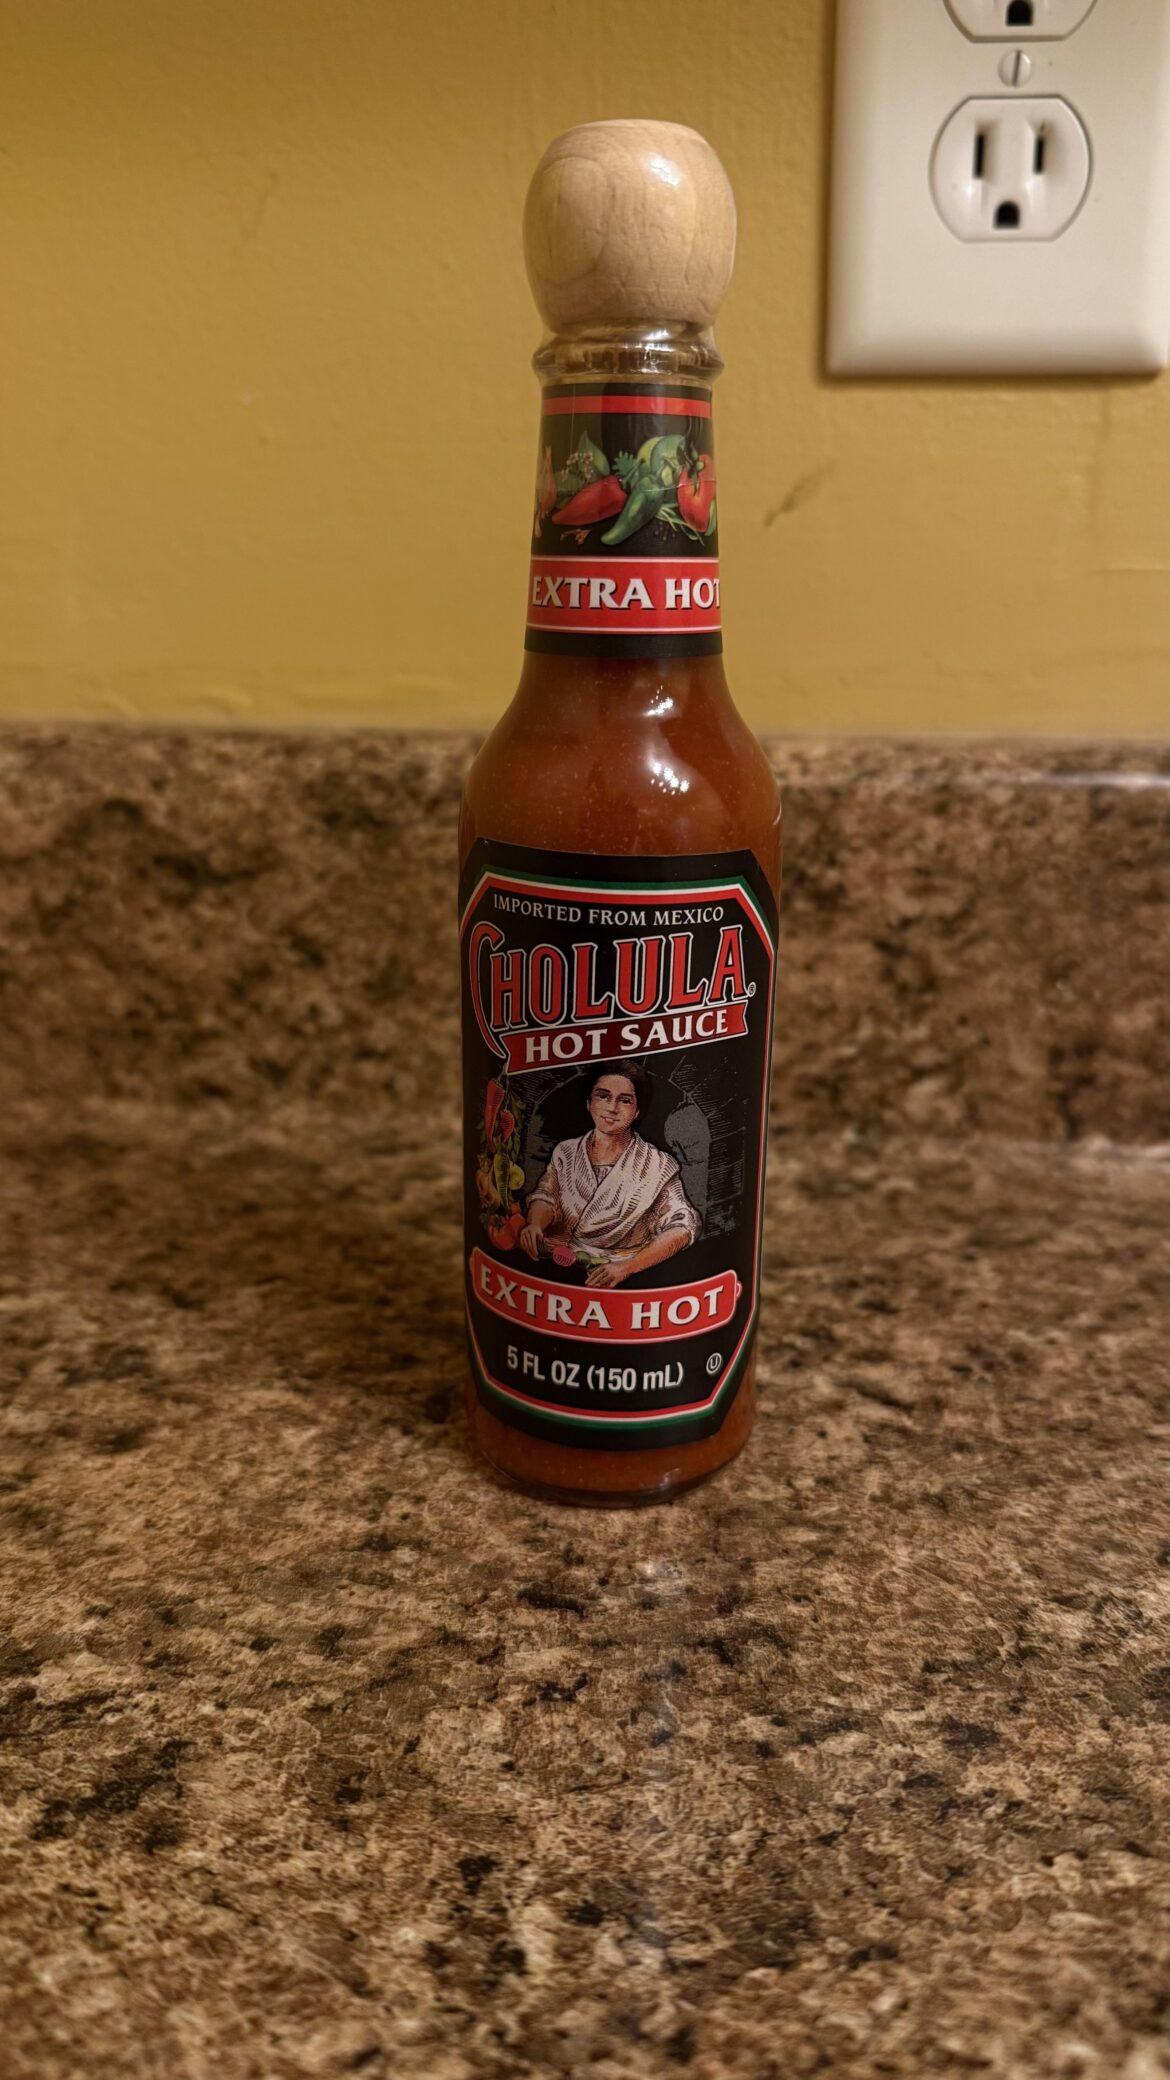 EXTRA HOT
IMPORTED FROM MEXICO
CHOLULA®
HOT SAUCE
EXTRA HOT
5 FL OZ (150 mL) Ⓤ